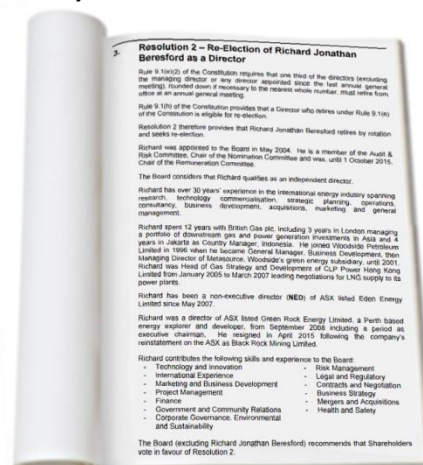 3. Resolution 2 – Re-Election of Richard Jonathan
Beresford as a Director
Rule 9.1(e)(2) of the Constitution requires that one third of the directors (excluding
the managing director or any director appointed since the last annual general
meeting), rounded down if necessary to the nearest whole number, must retire from
office at an annual general meeting.
Rule 9.1(h) of the Constitution provides that a Director who retires under Rule 9.1(e)
of the Constitution is eligible for re-election.
Resolution 2 therefore provides that Richard Jonathan Beresford retires by rotation
and seeks re-election.
Richard was appointed to the Board in May 2004. He is a member of the Audit &
Risk Committee, Chair of the Nomination Committee and was, until 1 October 2015,
Chair of the Remuneration Committee.
The Board considers that Richard qualifies as an independent director.
Richard has over 30 years' experience in the international energy industry spanning
research, technology commercialisation, strategic planning, operations,
consultancy, business development, acquisitions, marketing and general
management.
Richard spent 12 years with British Gas plc, including 3 years in London managing
a portfolio of downstream gas and power generation investments in Asia and 4
years in Jakarta as Country Manager, Indonesia. He joined Woodside Petroleum
Limited in 1996 when he became General Manager, Business Development, then
Managing Director of Metasource, Woodside's green energy subsidiary, until 2001.
Richard was Head of Gas Strategy and Development of CLP Power Hong Kong
Limited from January 2005 to March 2007 leading negotiations for LNG supply to its
power plants.
Richard has been a non-executive director (NED) of ASX listed Eden Energy
Limited since May 2007.
Richard was a director of ASX listed Green Rock Energy Limited, a Perth based
energy explorer and developer, from September 2008 including a period as
executive chairman. He resigned in April 2015 following the company's
reinstatement on the ASX as Black Rock Mining Limited.
Richard contributes the following skills and experience to the Board:
- Technology and Innovation
- International Experience
- Marketing and Business Development
- Project Management
- Finance
- Government and Community Relations
- Corporate Governance, Environmental
and Sustainability
- Risk Management
- Legal and Regulatory
- Contracts and Negotiation
- Business Strategy
- Mergers and Acquisitions
- Health and Safety
The Board (excluding Richard Jonathan Beresford) recommends that Shareholders
vote in favour of Resolution 2.